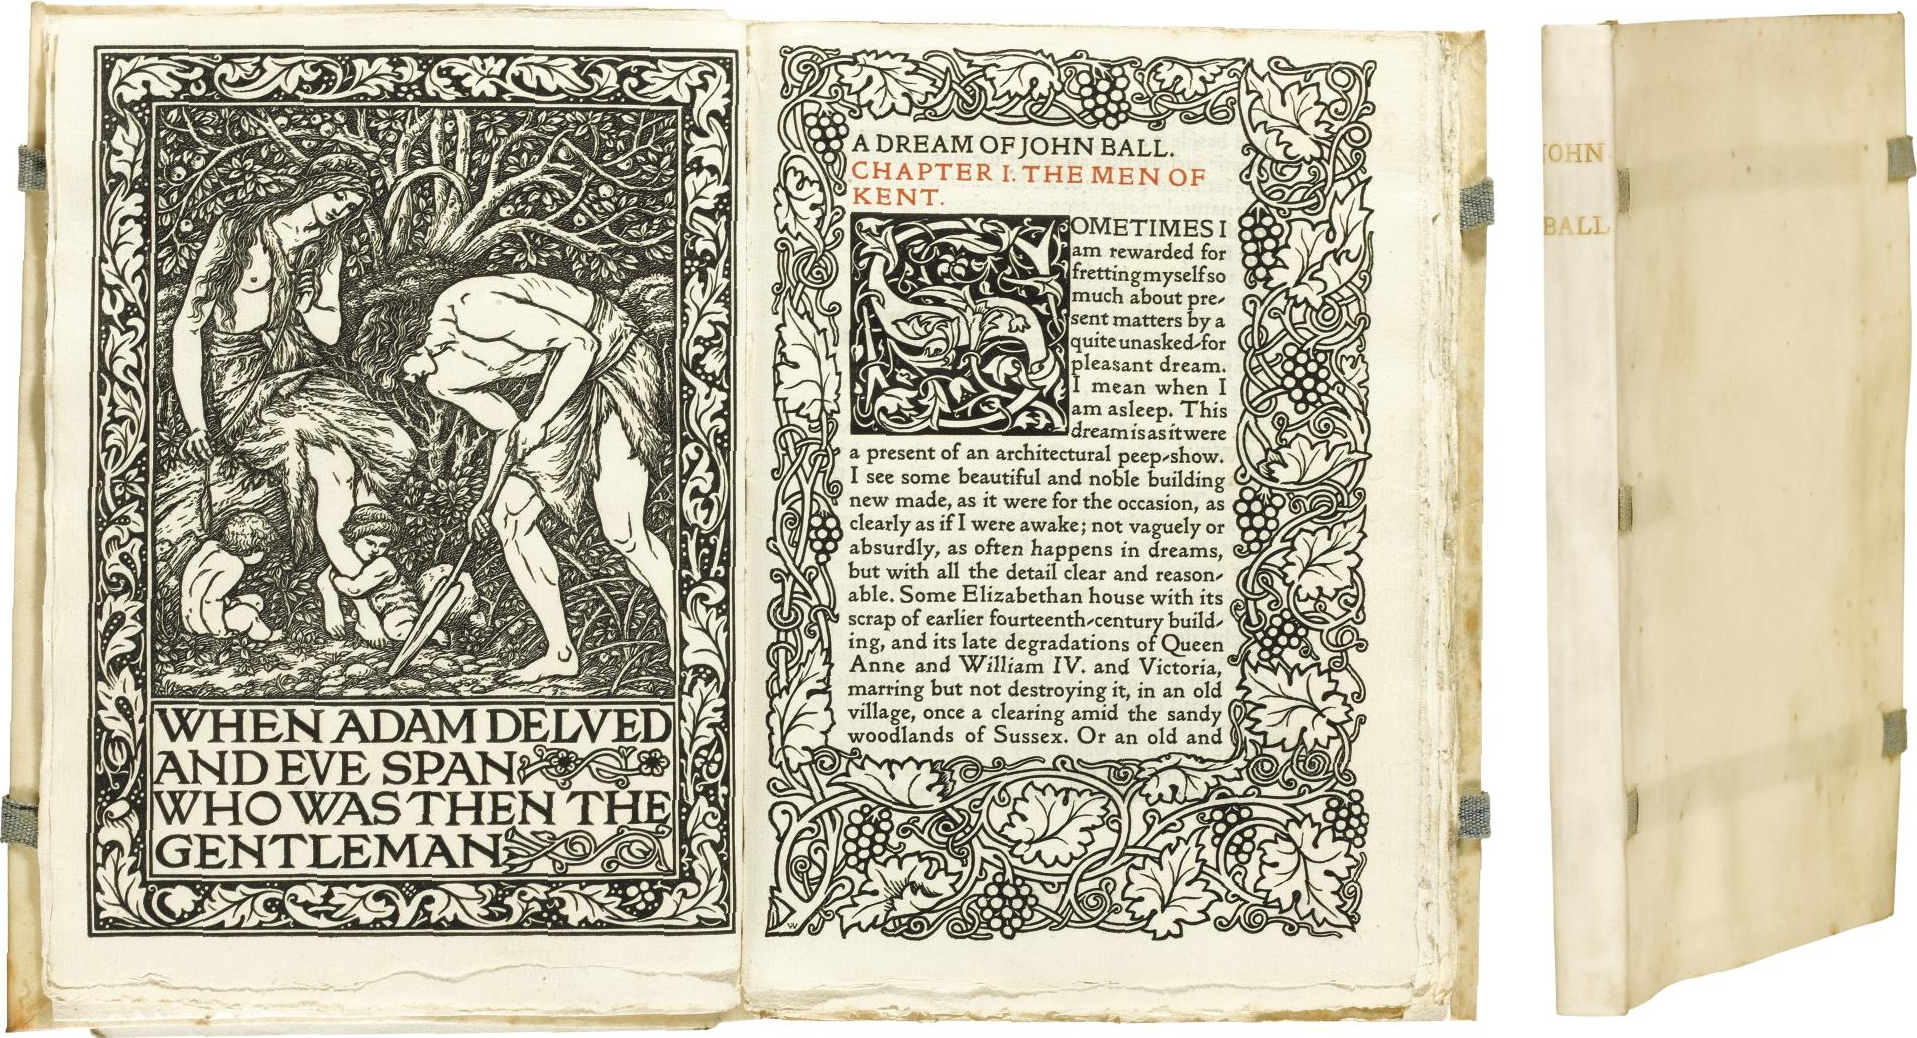 WHEN ADAM DELVED
AND EVE SPAN
WHO WAS THEN THE
GENTLEMAN
A DREAM OF JOHN BALL.
CHAPTER I. THE MEN OF
KENT.
SOMETIMES I
am rewarded for
fretting myself so
much about pre-
sent matters by a
quite unasked-for
pleasant dream.
I mean when I
am asleep. This
dream is as it were
a present of an architectural peep-show.
I see some beautiful and noble building
new made, as it were for the occasion, as
clearly as if I were awake; not vaguely or
absurdly, as often happens in dreams,
but with all the detail clear and reason-
able. Some Elizabethan house with its
scrap of earlier fourteenth-century build-
ing, and its late degradations of Queen
Anne and William IV. and Victoria,
marring but not destroying it, in an old
village, once a clearing amid the sandy
woodlands of Sussex. Or an old and
JOHN
BALL